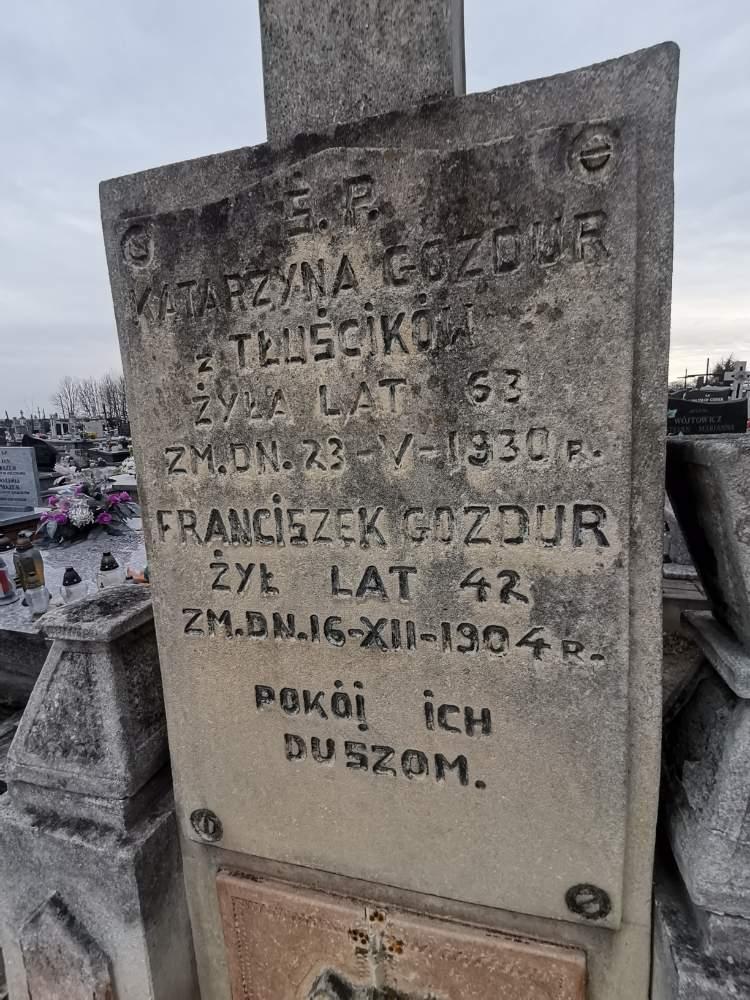 Ś. P.
KATARZYNA GOZDUR
z TŁUŚCIKÓW
ŻYŁA LAT 63
ZM. DN. 23-V-1930 R.
FRANCISZEK GOZDUR
ŻYŁ LAT 42
ZM. DN. 16-XII-1904 R.
POKÓJ ICH
DUSZOM.
WÓJTOWICZ